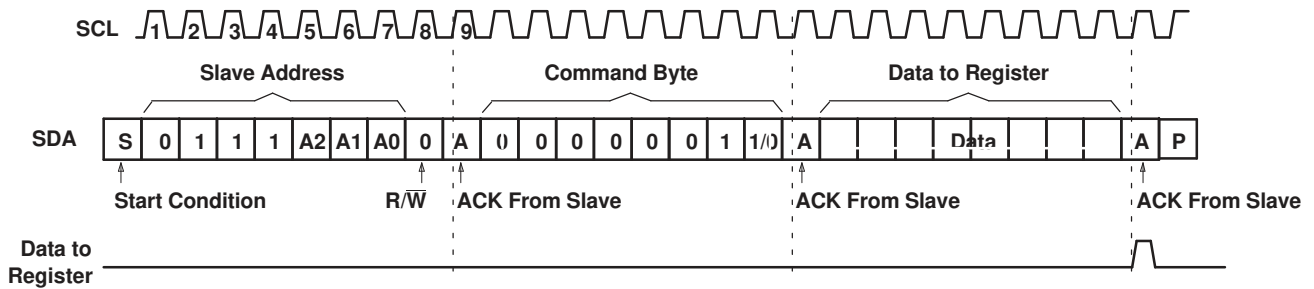 SCL 1 2 3 4 5 6 7 8 9
Slave Address Command Byte Data to Register
SDA S 0 1 1 1 A2 A1 A0 0 A 0 0 0 0 0 0 1 1/0 A Data A P
Start Condition R/W̅ ACK From Slave ACK From Slave ACK From Slave
Data to
Register